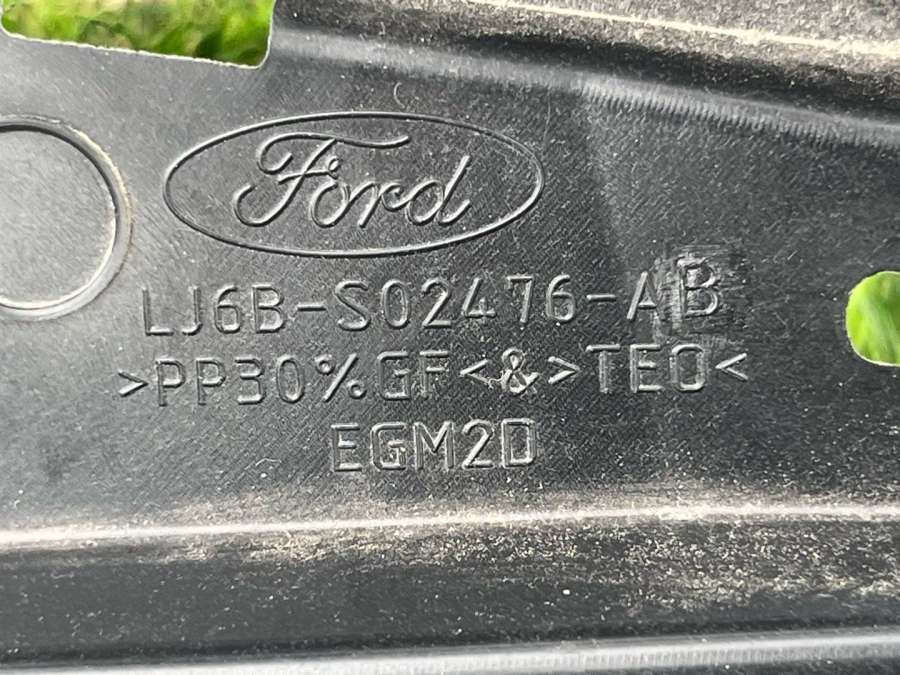 Ford
LJ6B-S02476-AB
>PP30%GF<&>TEO<
EGM2D